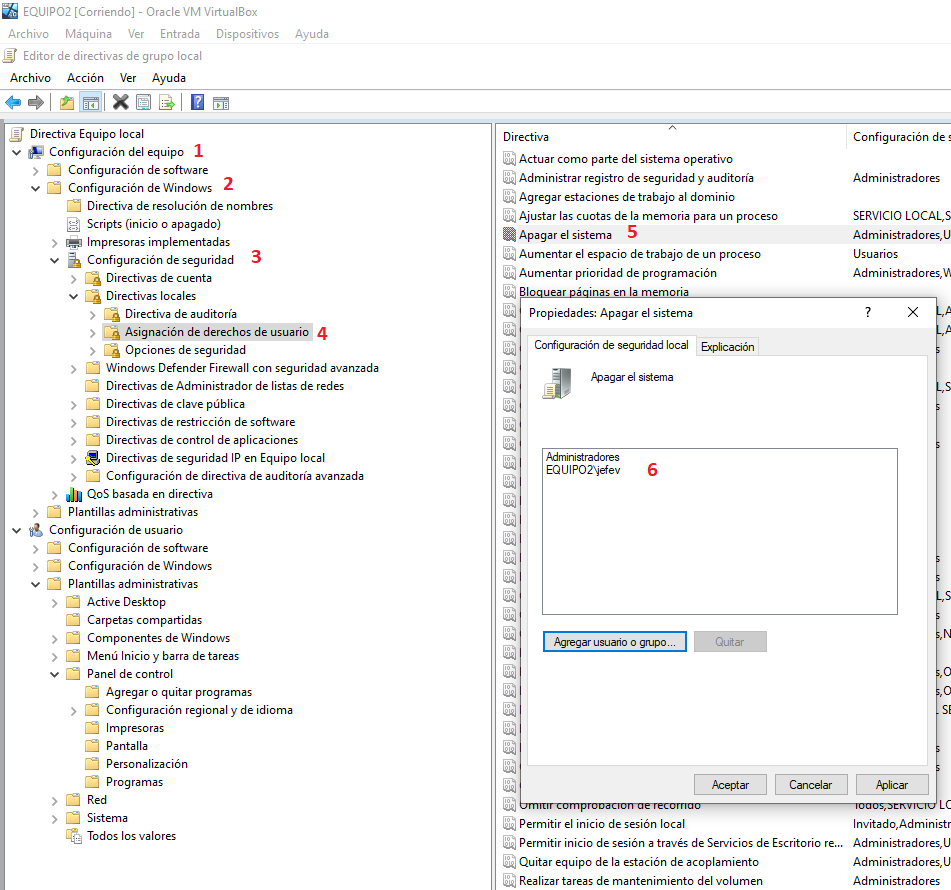 EQUIPO2 [Corriendo] - Oracle VM VirtualBox
Archivo Máquina Ver Entrada Dispositivos Ayuda
Editor de directivas de grupo local
Archivo Acción Ver Ayuda
Directiva Equipo local
Configuración del equipo 1
Configuración de software
Configuración de Windows 2
Directiva de resolución de nombres
Scripts (inicio o apagado)
Impresoras implementadas
Configuración de seguridad 3
Directivas de cuenta
Directivas locales
Directiva de auditoría
Asignación de derechos de usuario 4
Opciones de seguridad
Windows Defender Firewall con seguridad avanzada
Directivas de Administrador de listas de redes
Directivas de clave pública
Directivas de restricción de software
Directivas de control de aplicaciones
Directivas de seguridad IP en Equipo local
Configuración de directiva de auditoría avanzada
QoS basada en directiva
Plantillas administrativas
Configuración de usuario
Configuración de software
Configuración de Windows
Plantillas administrativas
Active Desktop
Carpetas compartidas
Componentes de Windows
Menú Inicio y barra de tareas
Panel de control
Agregar o quitar programas
Configuración regional y de idioma
Impresoras
Pantalla
Personalización
Programas
Red
Sistema
Todos los valores
Directiva Configuración de s
Actuar como parte del sistema operativo
Administrar registro de seguridad y auditoría Administradores
Agregar estaciones de trabajo al dominio
Ajustar las cuotas de la memoria para un proceso SERVICIO LOCAL,S
Apagar el sistema 5 Administradores,U
Aumentar el espacio de trabajo de un proceso Usuarios
Aumentar prioridad de programación Administradores,W
Bloquear páginas en la memoria
Propiedades: Apagar el sistema ?
Configuración de seguridad local Explicación
Apagar el sistema
Administradores
EQUIPO2\jefev 6
Agregar usuario o grupo... Quitar
Aceptar Cancelar Aplicar
Omitir comprobación de recorrido Todos,SERVICIO LO
Permitir el inicio de sesión local Invitado,Administr
Permitir inicio de sesión a través de Servicios de Escritorio re... Administradores,U
Quitar equipo de la estación de acoplamiento Administradores,U
Realizar tareas de mantenimiento del volumen Administradores